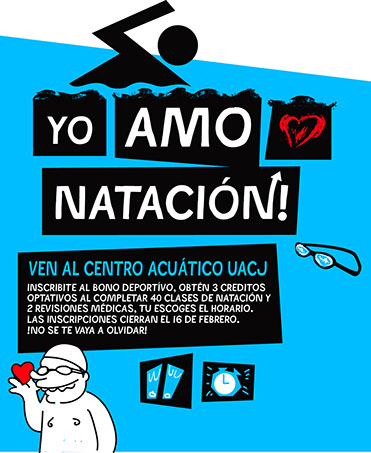 YO AMO
NATACIÓN!
VEN AL CENTRO ACUÁTICO UACJ
INSCRIBITE AL BONO DEPORTÍVO, OBTÉN 3 CREDITOS
OPTATIVOS AL COMPLETAR 40 CLASES DE NATACIÓN Y
2 REVISIONES MÉDICAS, TU ESCOGES EL HORARIO.
LAS INSCRIPCIONES CIERRAN EL 16 DE FEBRERO.
!NO SE TE VAYA A OLVIDAR!